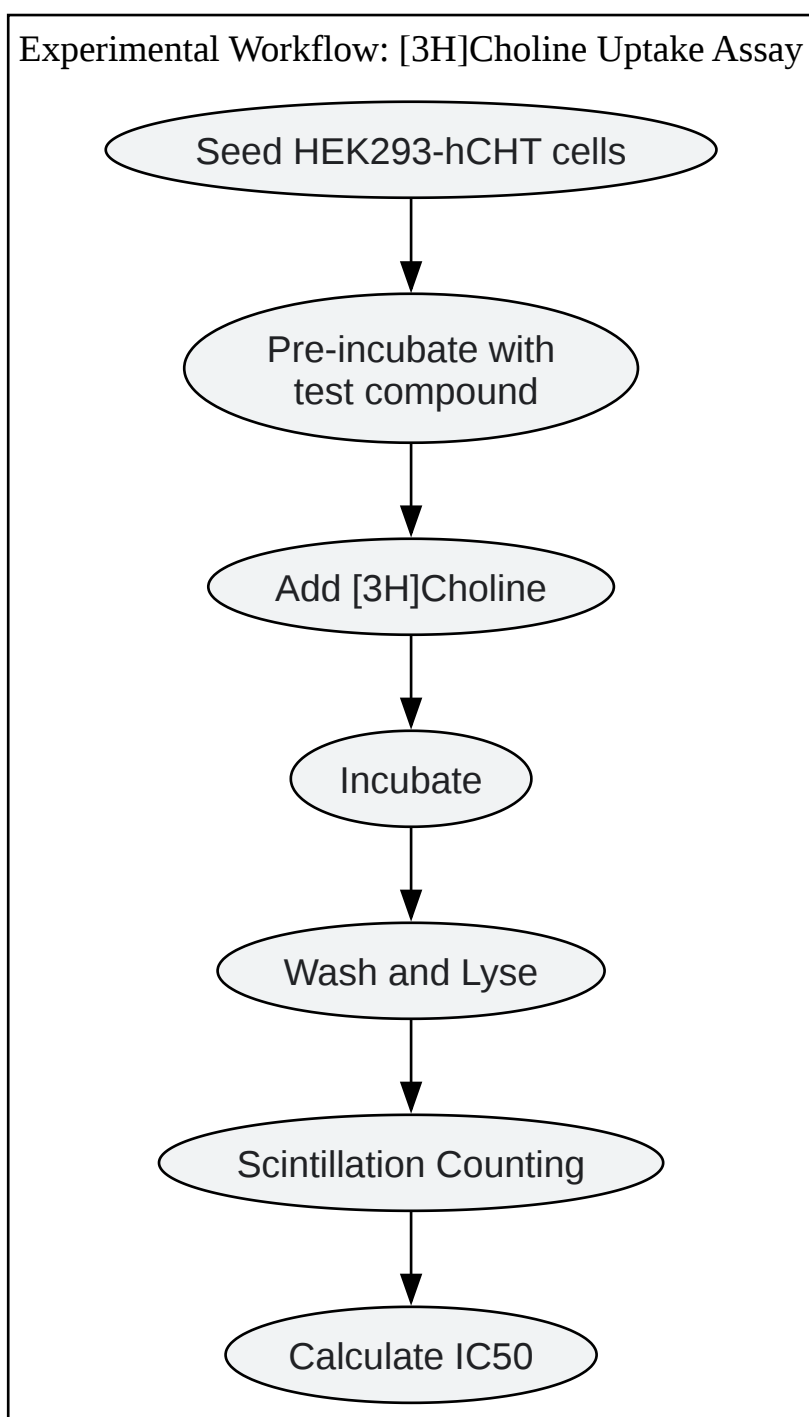 Experimental Workflow: [3H]Choline Uptake Assay
Seed HEK293-hCHT cells
Pre-incubate with
test compound
Add [3H]Choline
Incubate
Wash and Lyse
Scintillation Counting
Calculate IC50